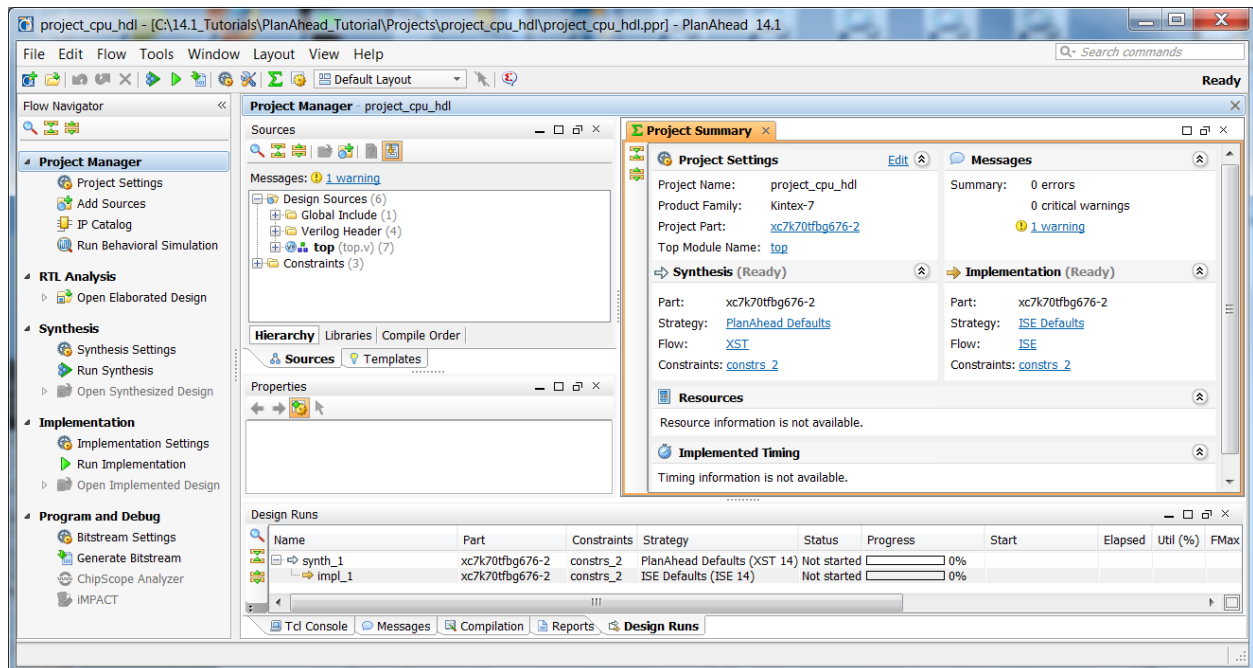 project_cpu_hdl - [C:\14.1_Tutorials\PlanAhead_Tutorial\Projects\project_cpu_hdl\project_cpu_hdl.ppr] - PlanAhead 14.1
File Edit Flow Tools Window Layout View Help
Search commands
Default Layout
Ready
Flow Navigator
Project Manager
Project Settings
Add Sources
IP Catalog
Run Behavioral Simulation
RTL Analysis
Open Elaborated Design
Synthesis
Synthesis Settings
Run Synthesis
Open Synthesized Design
Implementation
Implementation Settings
Run Implementation
Open Implemented Design
Program and Debug
Bitstream Settings
Generate Bitstream
ChipScope Analyzer
iMPACT
Project Manager - project_cpu_hdl
Sources
Messages: 1 warning
Design Sources (6)
Global Include (1)
Verilog Header (4)
top (top.v) (7)
Constraints (3)
Hierarchy Libraries Compile Order
Sources Templates
Properties
Project Summary
Project Settings Edit
Project Name: project_cpu_hdl
Product Family: Kintex-7
Project Part: xc7k70tfbg676-2
Top Module Name: top
Messages
Summary: 0 errors
0 critical warnings
1 warning
Synthesis (Ready)
Part: xc7k70tfbg676-2
Strategy: PlanAhead Defaults
Flow: XST
Constraints: constrs_2
Implementation (Ready)
Part: xc7k70tfbg676-2
Strategy: ISE Defaults
Flow: ISE
Constraints: constrs_2
Resources
Resource information is not available.
Implemented Timing
Timing information is not available.
Design Runs
Name Part Constraints Strategy Status Progress Start Elapsed Util (%) FMax
synth_1 xc7k70tfbg676-2 constrs_2 PlanAhead Defaults (XST 14) Not started 0%
impl_1 xc7k70tfbg676-2 constrs_2 ISE Defaults (ISE 14) Not started 0%
Tcl Console Messages Compilation Reports Design Runs